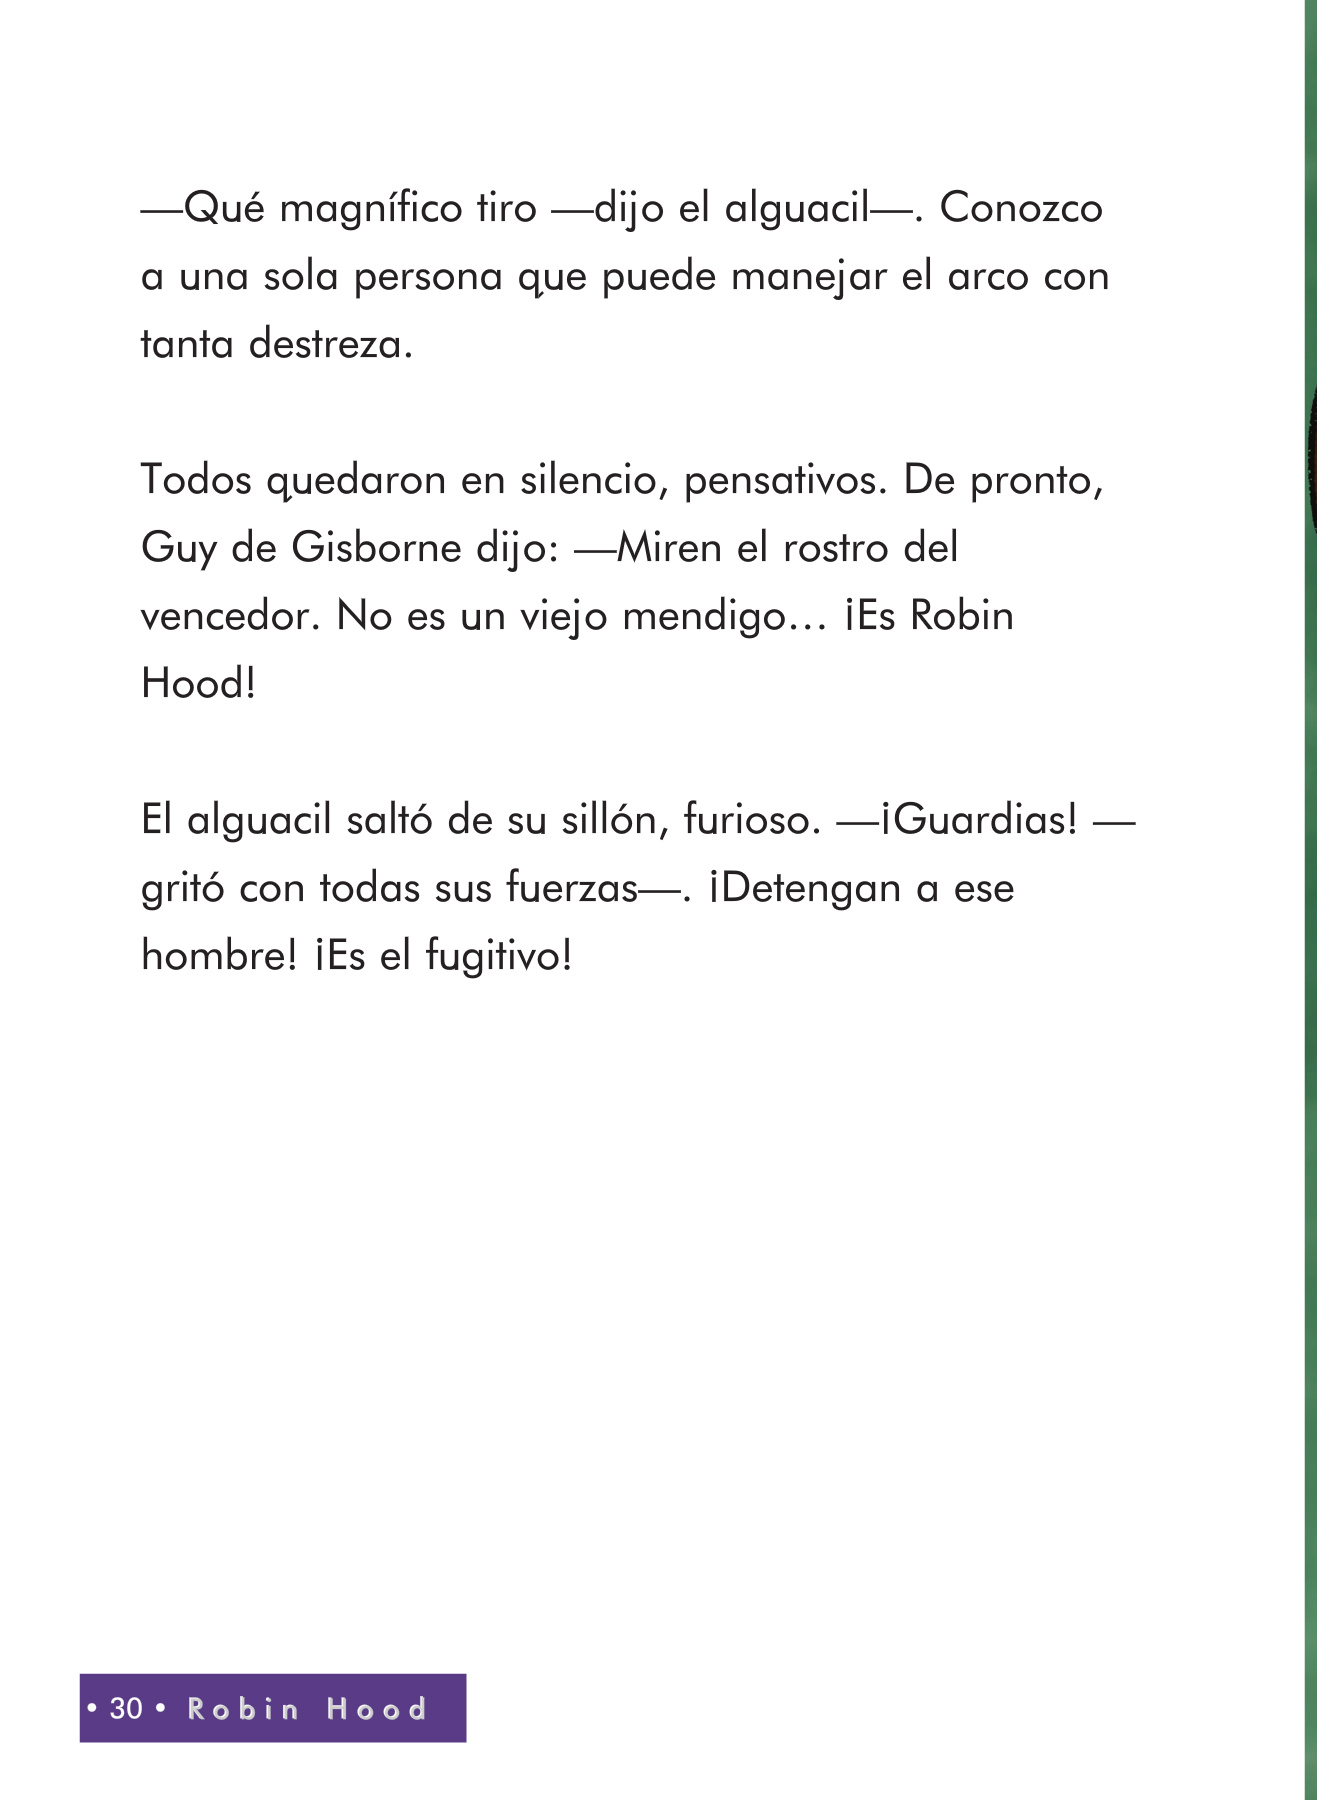 —Qué magnífico tiro —dijo el alguacil—. Conozco
a una sola persona que puede manejar el arco con
tanta destreza.
Todos quedaron en silencio, pensativos. De pronto,
Guy de Gisborne dijo: —Miren el rostro del
vencedor. No es un viejo mendigo… ¡Es Robin
Hood!
El alguacil saltó de su sillón, furioso. —¡Guardias! —
gritó con todas sus fuerzas—. ¡Detengan a ese
hombre! ¡Es el fugitivo!
• 30 • Robin Hood